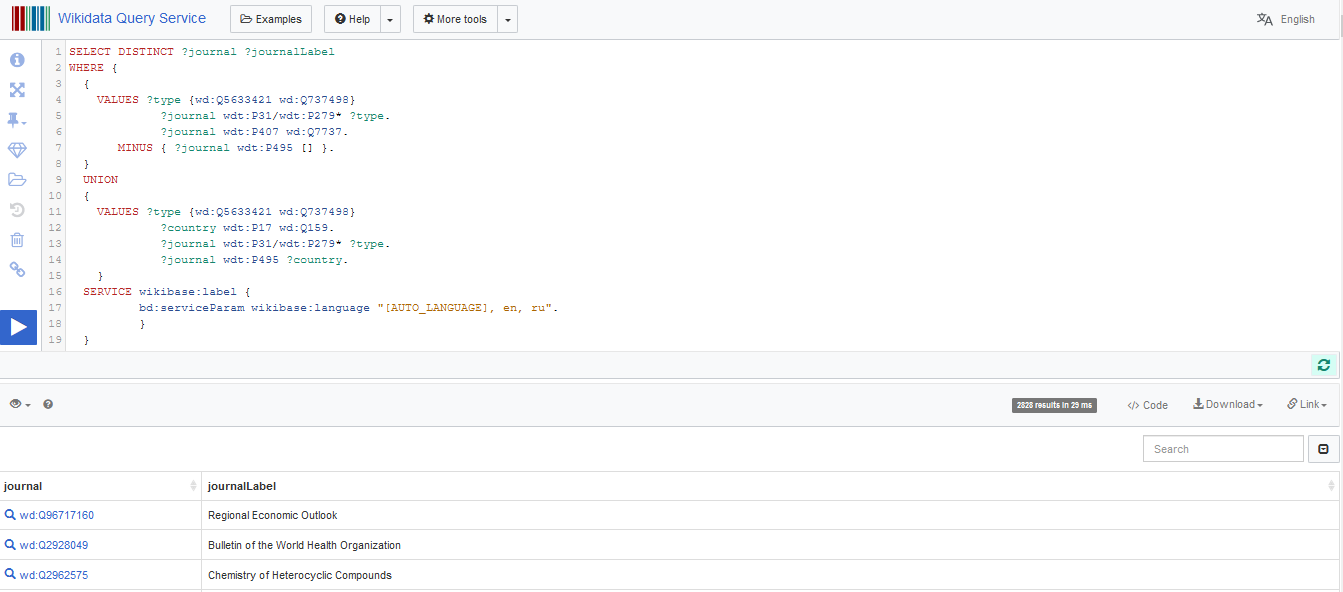 Wikidata Query Service Examples Help More tools English
1 SELECT DISTINCT ?journal ?journalLabel
2 WHERE {
3 {
4 VALUES ?type {wd:Q5633421 wd:Q737498}
5 ?journal wdt:P31/wdt:P279* ?type.
6 ?journal wdt:P407 wd:Q7737.
7 MINUS { ?journal wdt:P495 [] }.
8 }
9 UNION
10 {
11 VALUES ?type {wd:Q5633421 wd:Q737498}
12 ?country wdt:P17 wd:Q159.
13 ?journal wdt:P31/wdt:P279* ?type.
14 ?journal wdt:P495 ?country.
15 }
16 SERVICE wikibase:label {
17 bd:serviceParam wikibase:language "[AUTO_LANGUAGE], en, ru".
18 }
19 }
2828 results in 29 ms </> Code Download Link
Search
journal journalLabel
wd:Q96717160 Regional Economic Outlook
wd:Q2928049 Bulletin of the World Health Organization
wd:Q2962575 Chemistry of Heterocyclic Compounds